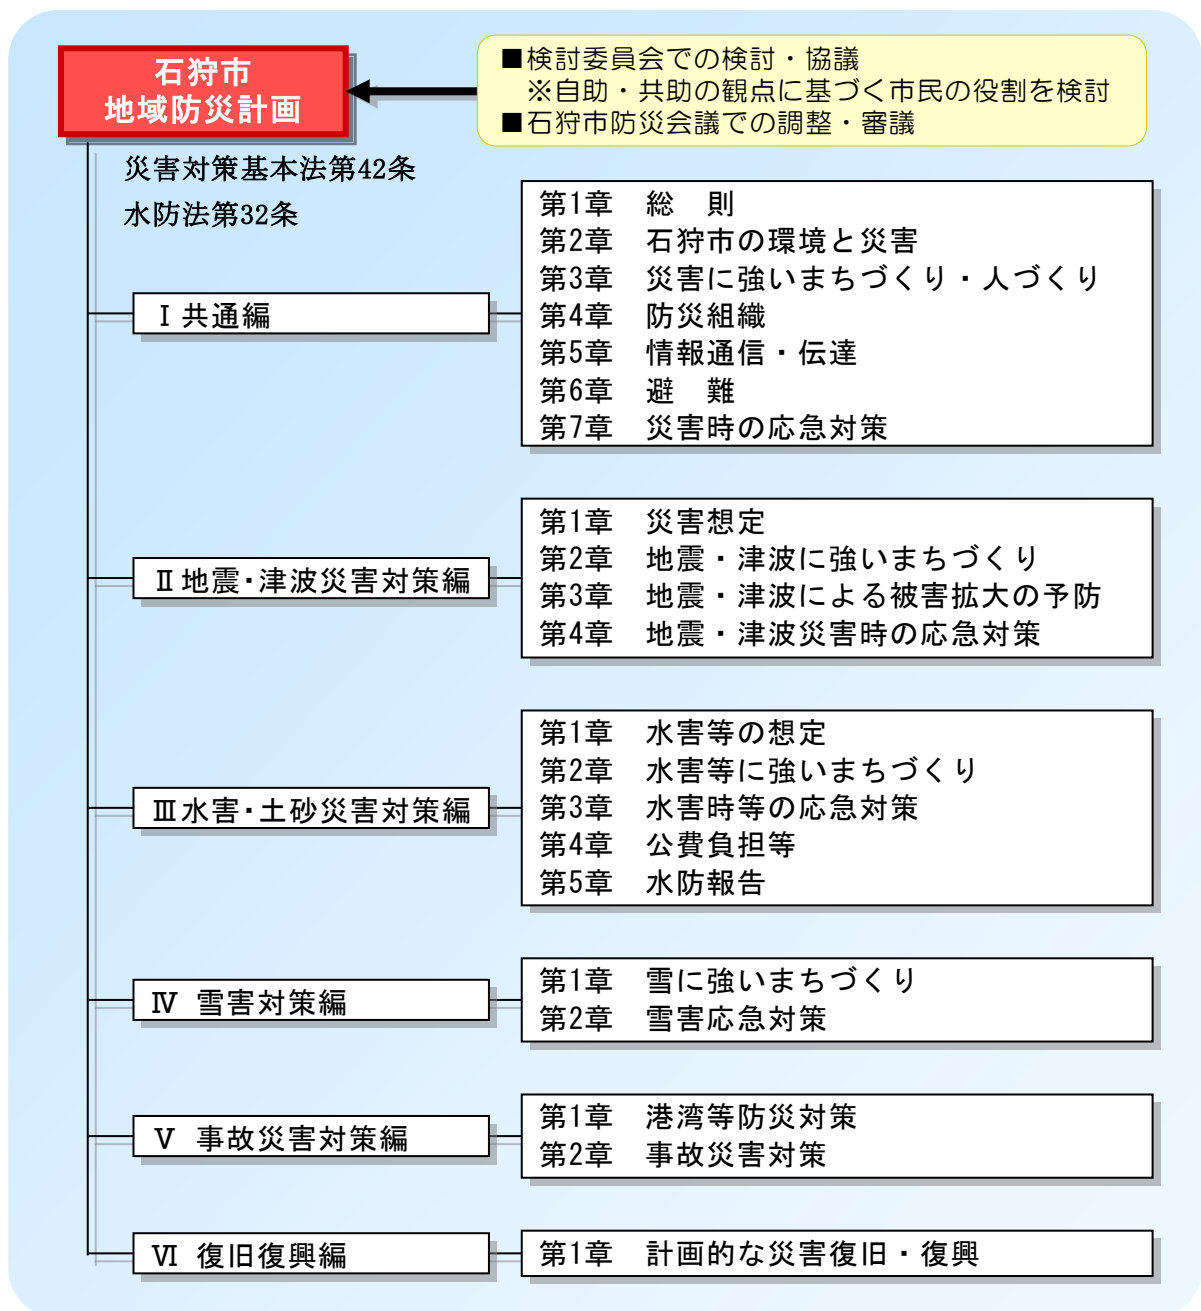 石狩市
地域防災計画
■検討委員会での検討・協議
※自助・共助の観点に基づく市民の役割を検討
■石狩市防災会議での調整・審議
災害対策基本法第42条
水防法第32条
Ⅰ 共通編
第1章　総　則
第2章　石狩市の環境と災害
第3章　災害に強いまちづくり・人づくり
第4章　防災組織
第5章　情報通信・伝達
第6章　避　難
第7章　災害時の応急対策
Ⅱ 地震・津波災害対策編
第1章　災害想定
第2章　地震・津波に強いまちづくり
第3章　地震・津波による被害拡大の予防
第4章　地震・津波災害時の応急対策
Ⅲ水害・土砂災害対策編
第1章　水害等の想定
第2章　水害等に強いまちづくり
第3章　水害時等の応急対策
第4章　公費負担等
第5章　水防報告
Ⅳ 雪害対策編
第1章　雪に強いまちづくり
第2章　雪害応急対策
Ⅴ 事故災害対策編
第1章　港湾等防災対策
第2章　事故災害対策
Ⅵ 復旧復興編
第1章　計画的な災害復旧・復興